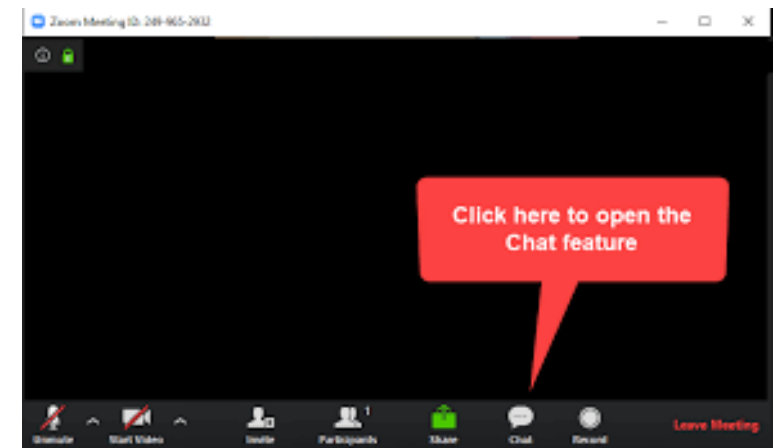 Zoom Meeting ID: 249-965-2932
Click here to open the
Chat feature
1
Unmute Start Video Invite Participants Share Chat Record Leave Meeting